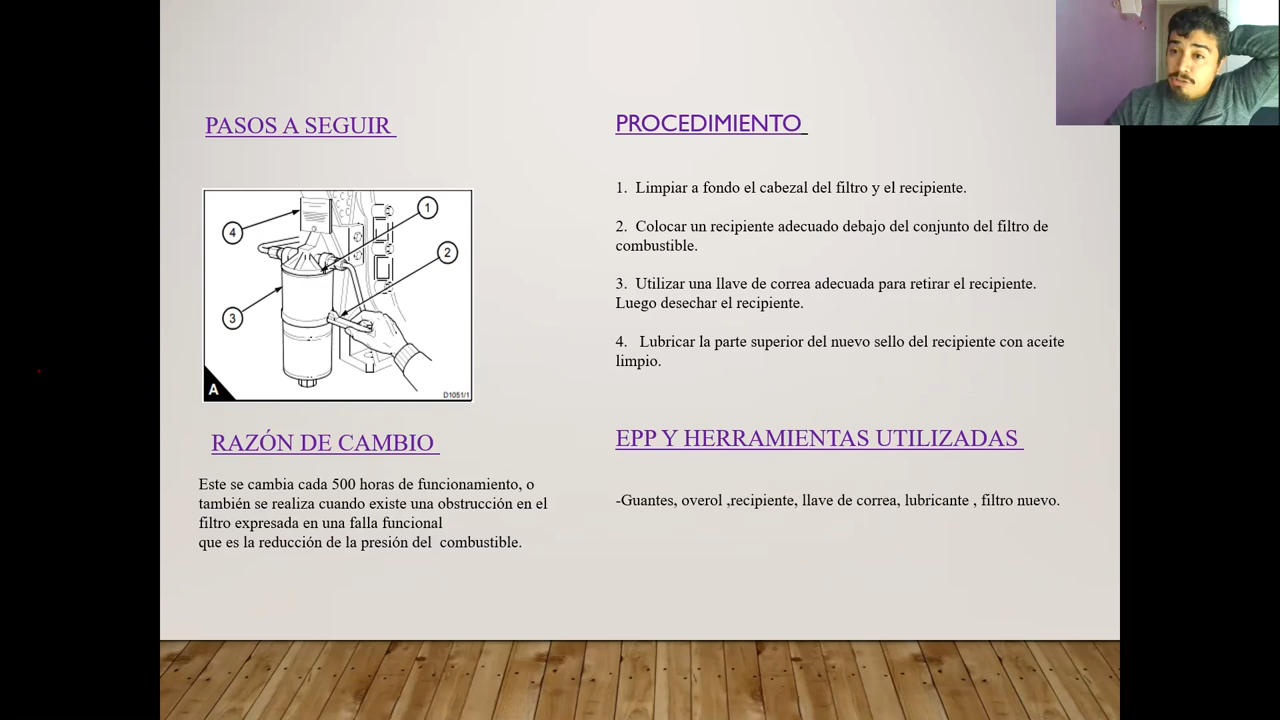 PASOS A SEGUIR
4
1
2
3
A
D1051/1
RAZÓN DE CAMBIO
Este se cambia cada 500 horas de funcionamiento, o
también se realiza cuando existe una obstrucción en el
filtro expresada en una falla funcional
que es la reducción de la presión del  combustible.
PROCEDIMIENTO
1.  Limpiar a fondo el cabezal del filtro y el recipiente.
2.  Colocar un recipiente adecuado debajo del conjunto del filtro de
combustible.
3.  Utilizar una llave de correa adecuada para retirar el recipiente.
Luego desechar el recipiente.
4.   Lubricar la parte superior del nuevo sello del recipiente con aceite
limpio.
EPP Y HERRAMIENTAS UTILIZADAS
-Guantes, overol ,recipiente, llave de correa, lubricante , filtro nuevo.